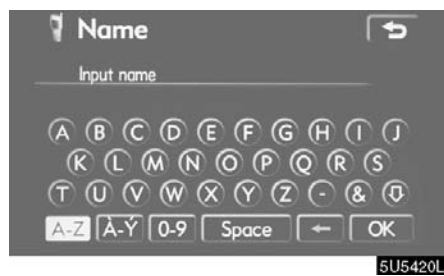 Name
Input name
A B C D E F G H I J
K L M N O P Q R S
T U V W X Y Z - &
A-Z À-Ý 0-9 Space ← OK
5U5420L